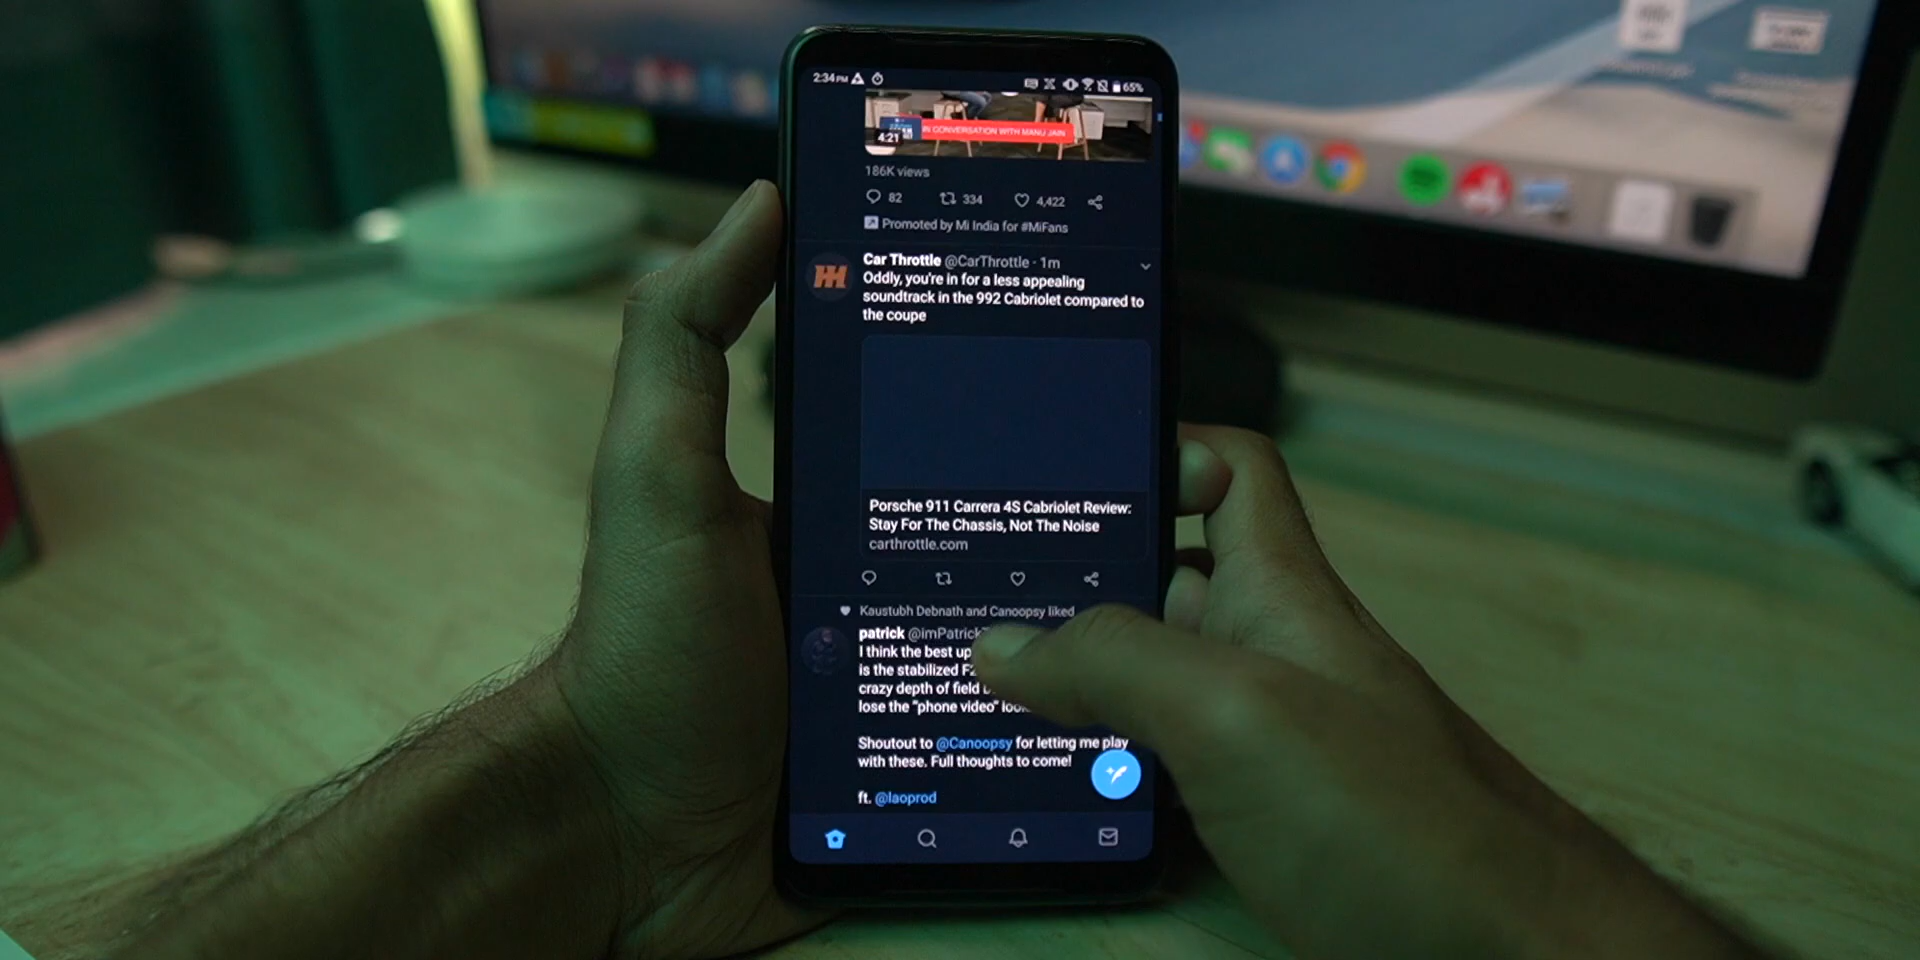 2:34 PM
65%
IN CONVERSATION WITH MANU JAIN
4:21
186K views
82 334 4,422
Promoted by Mi India for #MiFans
Car Throttle @CarThrottle · 1m
Oddly, you're in for a less appealing
soundtrack in the 992 Cabriolet compared to
the coupe
Porsche 911 Carrera 4S Cabriolet Review:
Stay For The Chassis, Not The Noise
carthrottle.com
Kaustubh Debnath and Canoopsy liked
patrick @imPatrick
I think the best up
is the stabilized
crazy depth of field
lose the "phone video"
Shoutout to @Canoopsy for letting me play
with these. Full thoughts to come!
ft. @laoprod